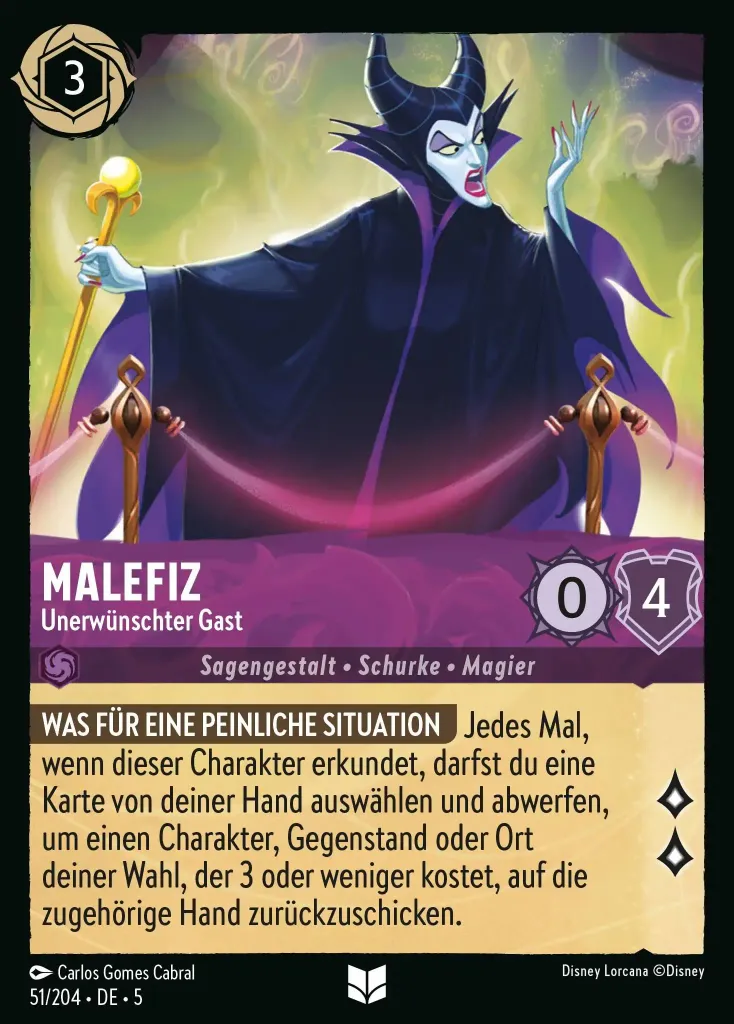 3
MALEFIZ
Unerwünschter Gast
0
4
Sagengestalt • Schurke • Magier
WAS FÜR EINE PEINLICHE SITUATION Jedes Mal,
wenn dieser Charakter erkundet, darfst du eine
Karte von deiner Hand auswählen und abwerfen,
um einen Charakter, Gegenstand oder Ort
deiner Wahl, der 3 oder weniger kostet, auf die
zugehörige Hand zurückzuschicken.
Carlos Gomes Cabral
Disney Lorcana ©Disney
51/204 • DE • 5